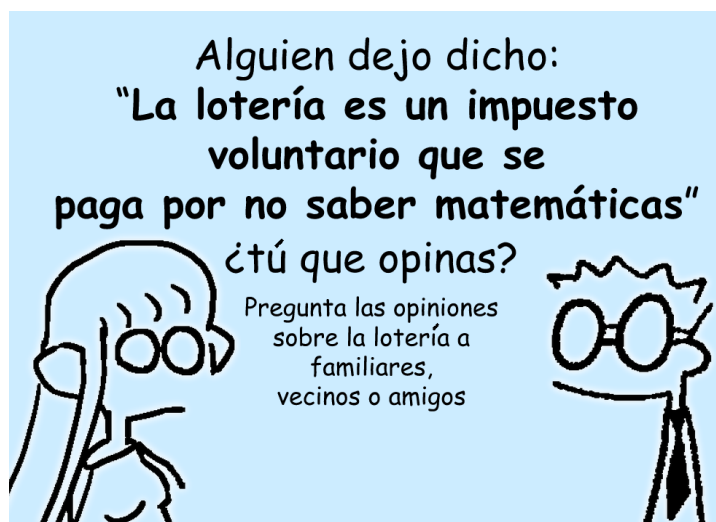 Alguien dejo dicho:
“La lotería es un impuesto
voluntario que se
paga por no saber matemáticas”
¿tú que opinas?
Pregunta las opiniones
sobre la lotería a
familiares,
vecinos o amigos